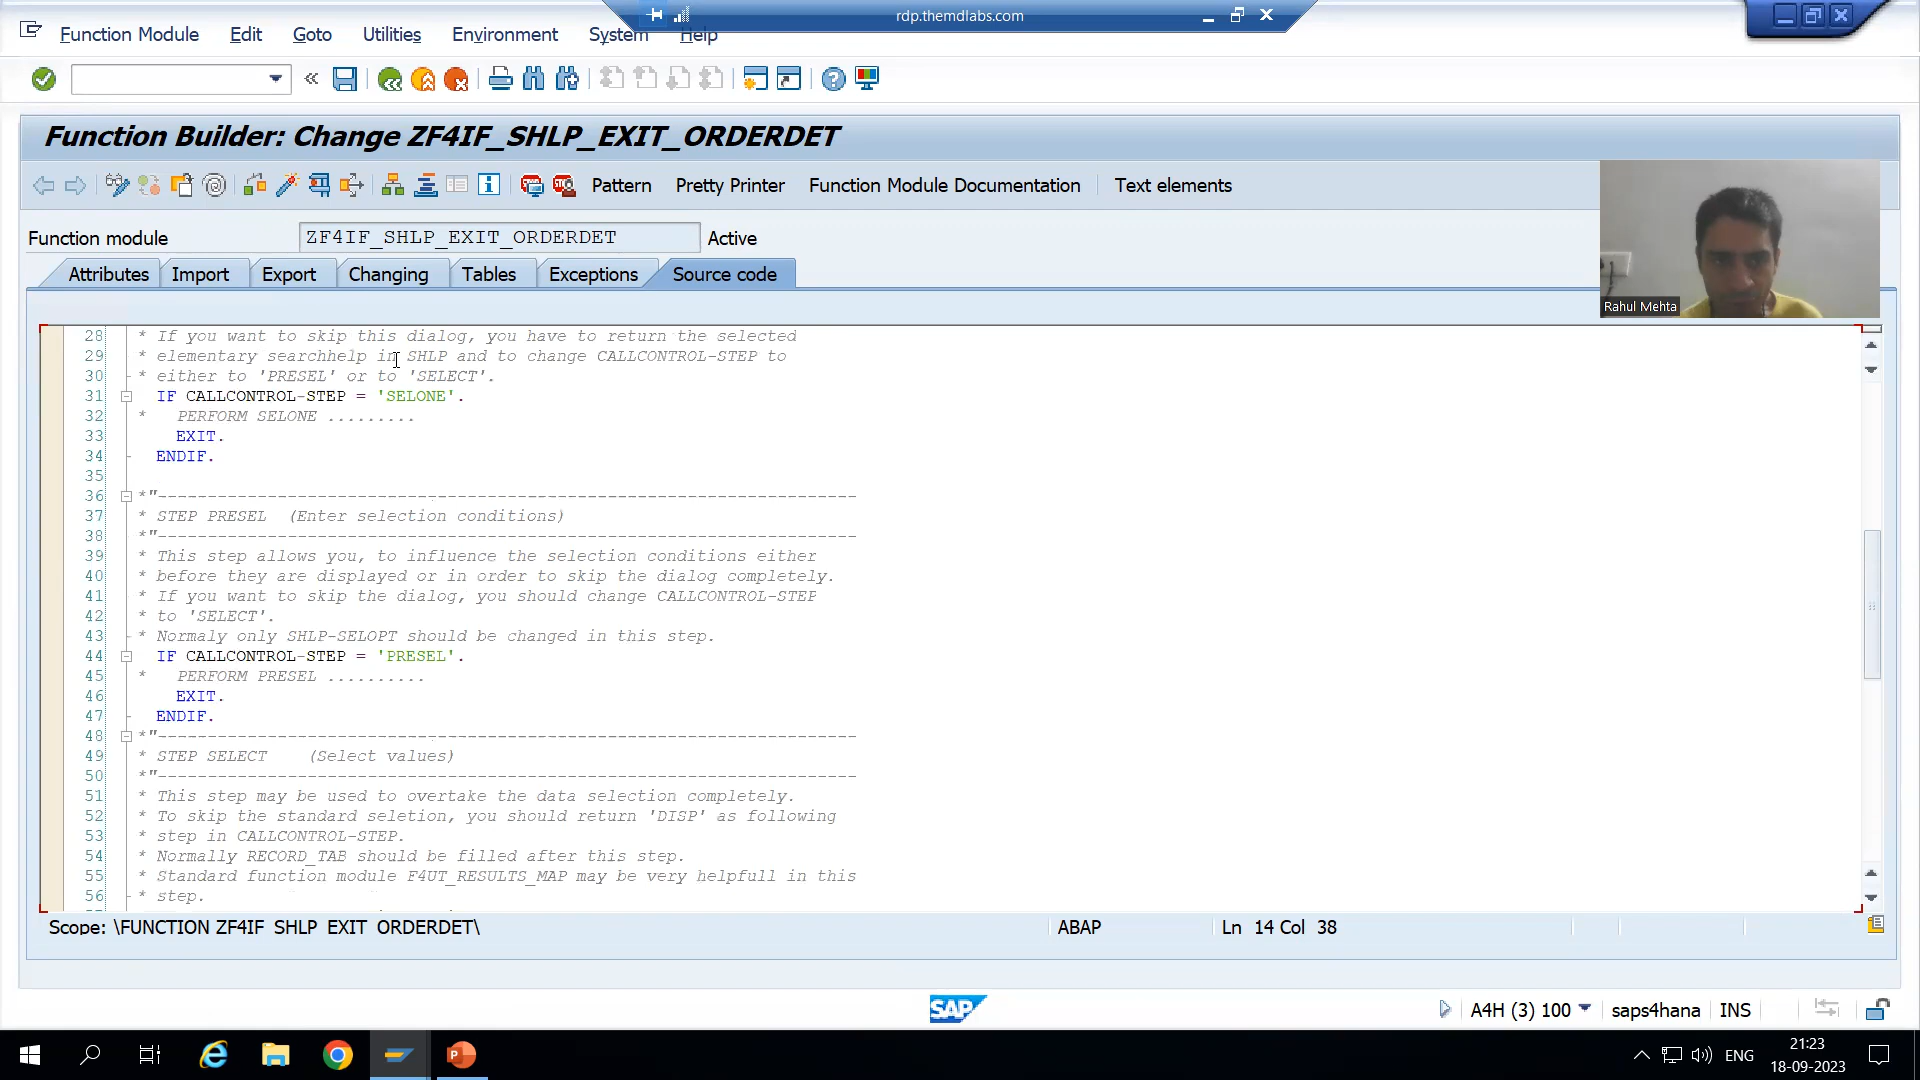 rdp.themdlabs.com
Function Module Edit Goto Utilities Environment System Help
Function Builder: Change ZF4IF_SHLP_EXIT_ORDERDET
Pattern Pretty Printer Function Module Documentation Text elements
Function module ZF4IF_SHLP_EXIT_ORDERDET Active
Attributes Import Export Changing Tables Exceptions Source code
Rahul Mehta
28 * If you want to skip this dialog, you have to return the selected
29 * elementary searchhelp in SHLP and to change CALLCONTROL-STEP to
30 * either to 'PRESEL' or to 'SELECT'.
31 IF CALLCONTROL-STEP = 'SELONE'.
32 * PERFORM SELONE .........
33 EXIT.
34 ENDIF.
35
36 *"----------------------------------------------------------------------
37 * STEP PRESEL (Enter selection conditions)
38 *"----------------------------------------------------------------------
39 * This step allows you, to influence the selection conditions either
40 * before they are displayed or in order to skip the dialog completely.
41 * If you want to skip the dialog, you should change CALLCONTROL-STEP
42 * to 'SELECT'.
43 * Normaly only SHLP-SELOPT should be changed in this step.
44 IF CALLCONTROL-STEP = 'PRESEL'.
45 * PERFORM PRESEL ..........
46 EXIT.
47 ENDIF.
48 *"----------------------------------------------------------------------
49 * STEP SELECT (Select values)
50 *"----------------------------------------------------------------------
51 * This step may be used to overtake the data selection completely.
52 * To skip the standard seletion, you should return 'DISP' as following
53 * step in CALLCONTROL-STEP.
54 * Normally RECORD_TAB should be filled after this step.
55 * Standard function module F4UT_RESULTS_MAP may be very helpfull in this
56 * step.
Scope: \FUNCTION ZF4IF_SHLP_EXIT_ORDERDET\ ABAP Ln 14 Col 38
SAP A4H (3) 100 saps4hana INS
ENG 21:23
18-09-2023